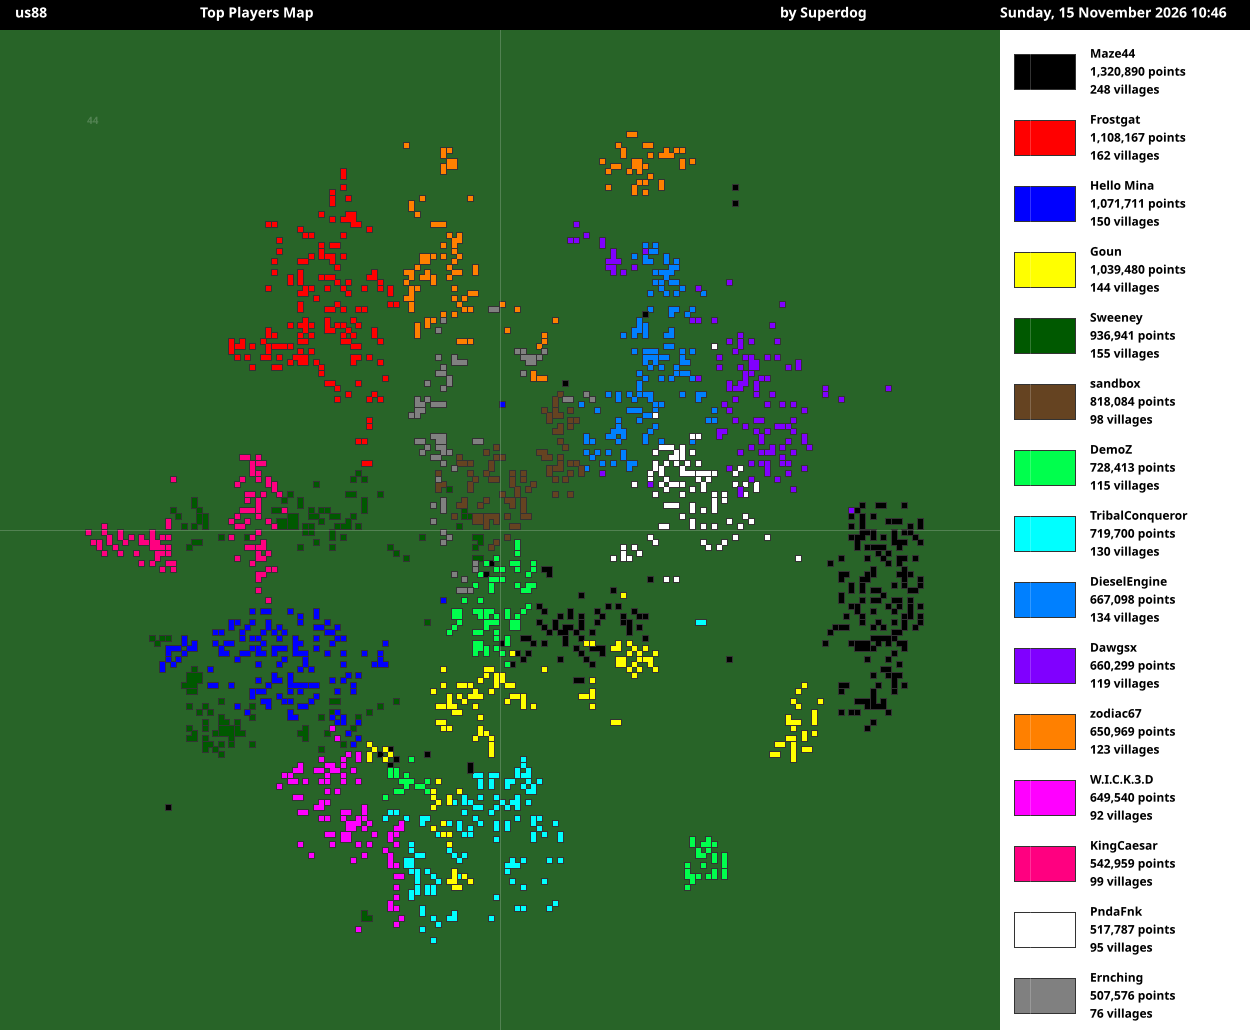 us88 Top Players Map by Superdog Sunday, 15 November 2026 10:46
44
Maze44
1,320,890 points
248 villages
Frostgat
1,108,167 points
162 villages
Hello Mina
1,071,711 points
150 villages
Goun
1,039,480 points
144 villages
Sweeney
936,941 points
155 villages
sandbox
818,084 points
98 villages
DemoZ
728,413 points
115 villages
TribalConqueror
719,700 points
130 villages
DieselEngine
667,098 points
134 villages
Dawgsx
660,299 points
119 villages
zodiac67
650,969 points
123 villages
W.I.C.K.3.D
649,540 points
92 villages
KingCaesar
542,959 points
99 villages
PndaFnk
517,787 points
95 villages
Ernching
507,576 points
76 villages